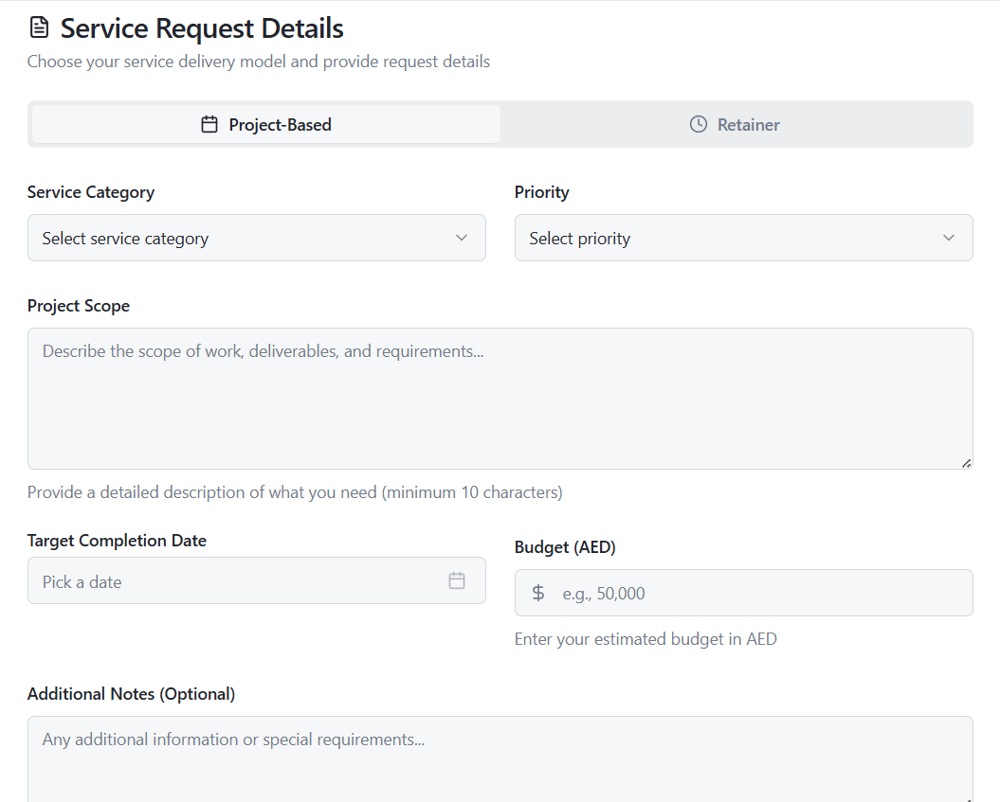 Service Request Details
Choose your service delivery model and provide request details
Project-Based
Retainer
Service Category
Priority
Select service category
Select priority
Project Scope
Describe the scope of work, deliverables, and requirements...
Provide a detailed description of what you need (minimum 10 characters)
Target Completion Date
Budget (AED)
Pick a date
$ e.g., 50,000
Enter your estimated budget in AED
Additional Notes (Optional)
Any additional information or special requirements...